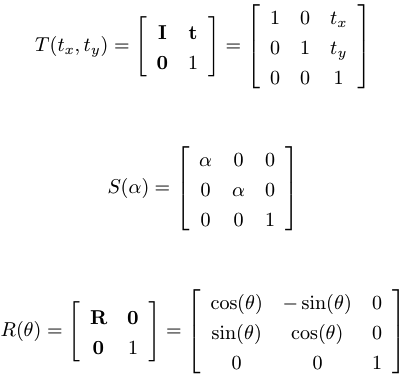 T(t_x, t_y) = [ I t ; 0 1 ] = [ 1 0 t_x ; 0 1 t_y ; 0 0 1 ]
S(α) = [ α 0 0 ; 0 α 0 ; 0 0 1 ]
R(θ) = [ R 0 ; 0 1 ] = [ cos(θ) − sin(θ) 0 ; sin(θ) cos(θ) 0 ; 0 0 1 ]